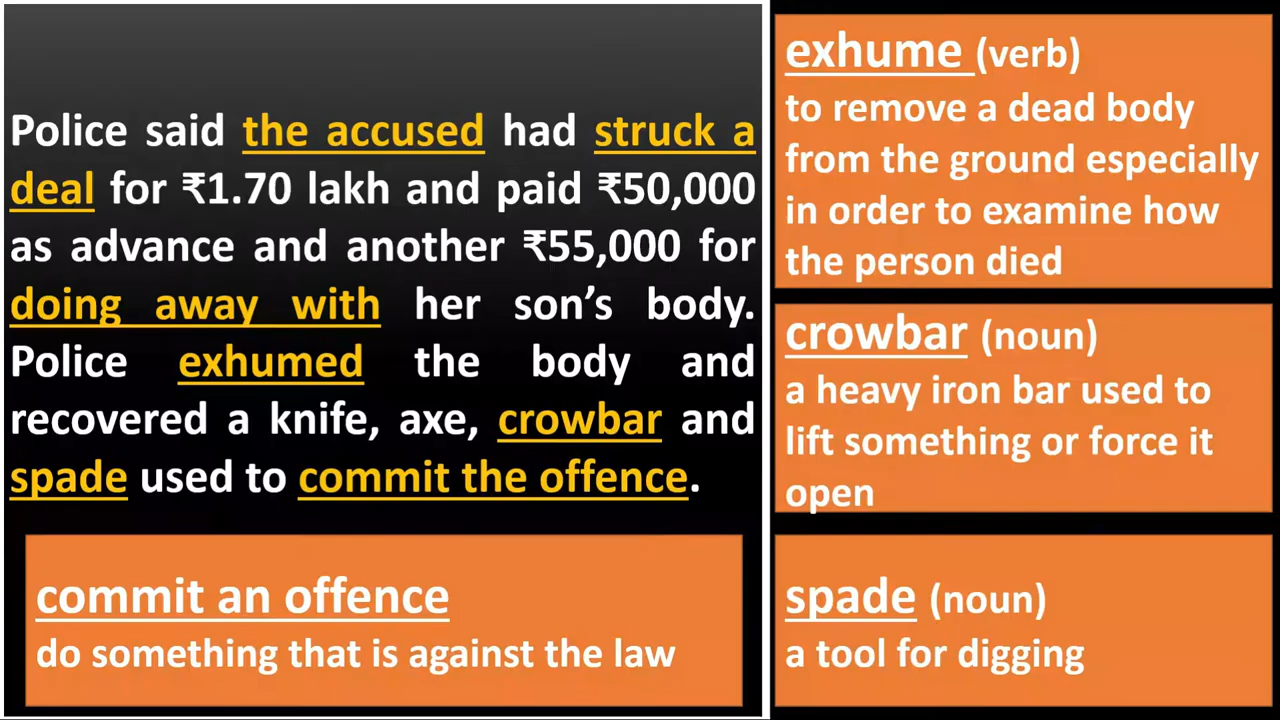 Police said the accused had struck a
deal for ₹1.70 lakh and paid ₹50,000
as advance and another ₹55,000 for
doing away with her son’s body.
Police exhumed the body and
recovered a knife, axe, crowbar and
spade used to commit the offence.
commit an offence
do something that is against the law
exhume (verb)
to remove a dead body
from the ground especially
in order to examine how
the person died
crowbar (noun)
a heavy iron bar used to
lift something or force it
open
spade (noun)
a tool for digging